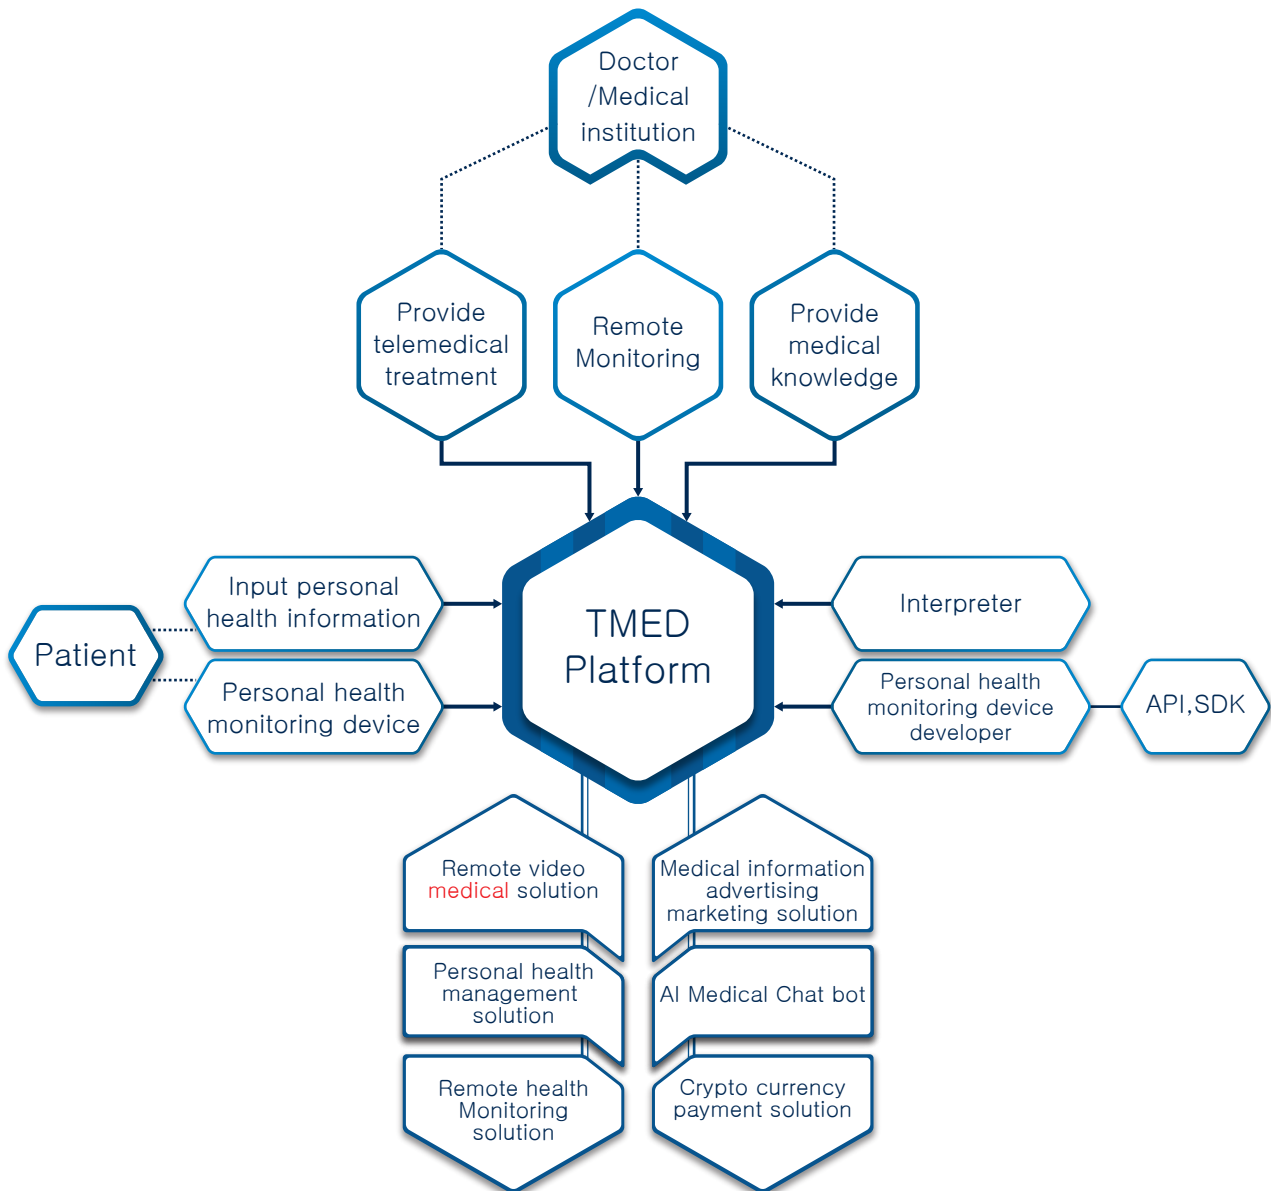 Doctor
/Medical
institution
Provide
telemedical
treatment
Remote
Monitoring
Provide
medical
knowledge
Input personal
health information
Patient
Personal health
monitoring device
TMED
Platform
Interpreter
Personal health
monitoring device
developer
API,SDK
Remote video
medical solution
Medical information
advertising
marketing solution
Personal health
management
solution
AI Medical Chat bot
Remote health
Monitoring
solution
Crypto currency
payment solution